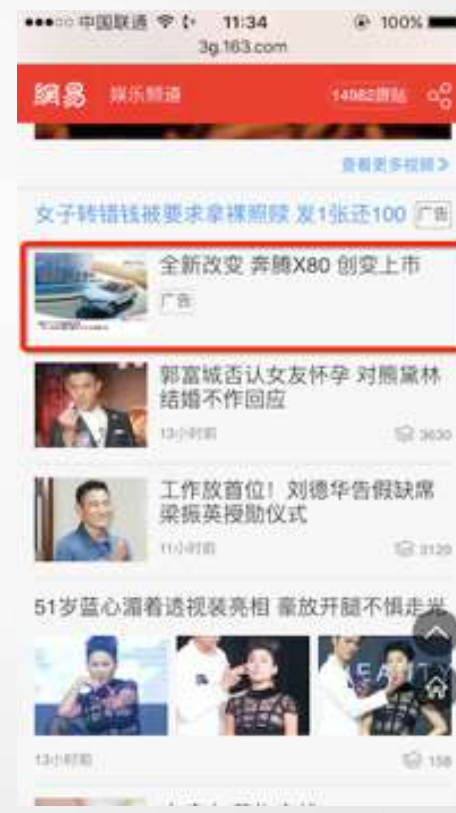 中国联通 11:34 100%
3g.163.com
網易 娱乐频道 14982跟贴
查看更多视频
女子转错钱被要求拿裸照赎 发1张还100 广告
全新改变 奔腾X80 创变上市
广告
郭富城否认女友怀孕 对熊黛林
结婚不作回应
13小时前 3630
工作放首位！刘德华告假缺席
梁振英授勋仪式
11小时前 3129
51岁蓝心湄着透视装亮相 豪放开腿不惧走光
BEAUTY
13小时前 158